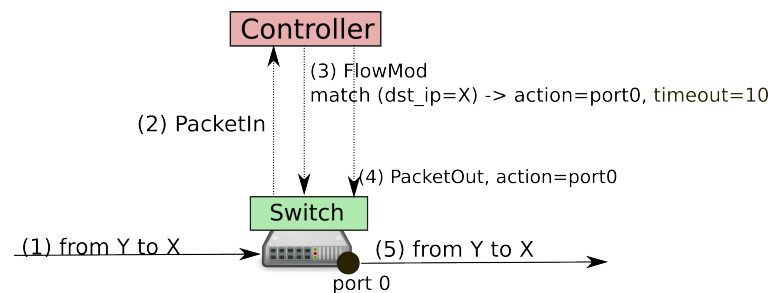 Controller
(3) FlowMod
match (dst_ip=X) -> action=port0, timeout=10
(2) PacketIn
(4) PacketOut, action=port0
Switch
(1) from Y to X
(5) from Y to X
port 0